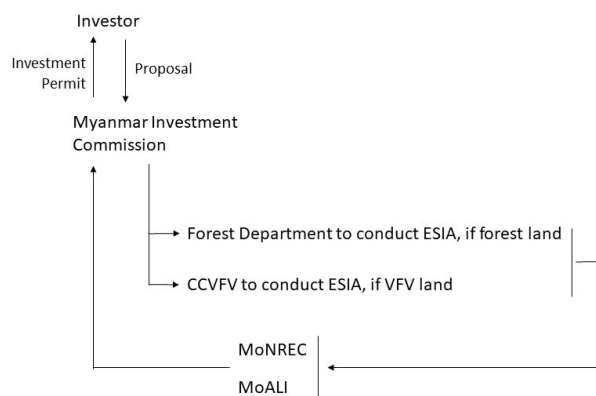 Investor
Investment
Permit
Proposal
Myanmar Investment
Commission
Forest Department to conduct ESIA, if forest land
CCVFV to conduct ESIA, if VFV land
MoNREC
MoALI